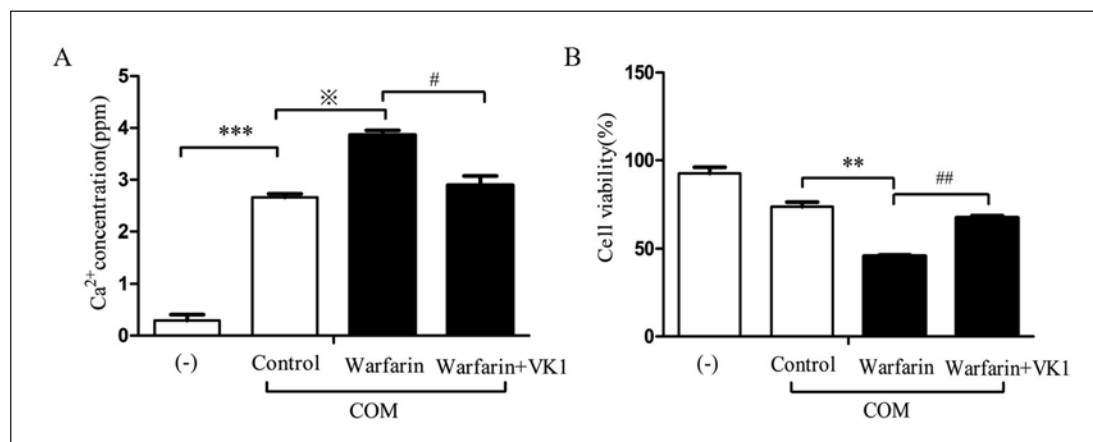 A
Ca2+concentration(ppm)
5
4
3
2
1
0
***
※
#
(-)
Control
Warfarin
Warfarin+VK1
COM
B
Cell viability(%)
150
100
50
0
**
##
(-)
Control
Warfarin
Warfarin+VK1
COM